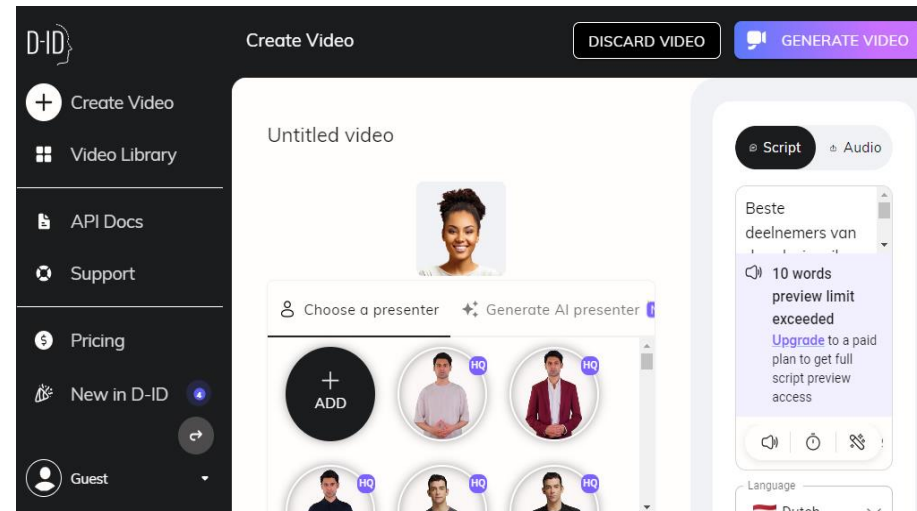 D-ID
Create Video
DISCARD VIDEO
GENERATE VIDEO
Create Video
Video Library
API Docs
Support
Pricing
New in D-ID 4
Guest
Untitled video
Choose a presenter
Generate AI presenter
+
ADD
HQ
HQ
HQ
HQ
HQ
Script
Audio
Beste
deelnemers van
10 words
preview limit
exceeded
Upgrade to a paid
plan to get full
script preview
access
Language
Dutch